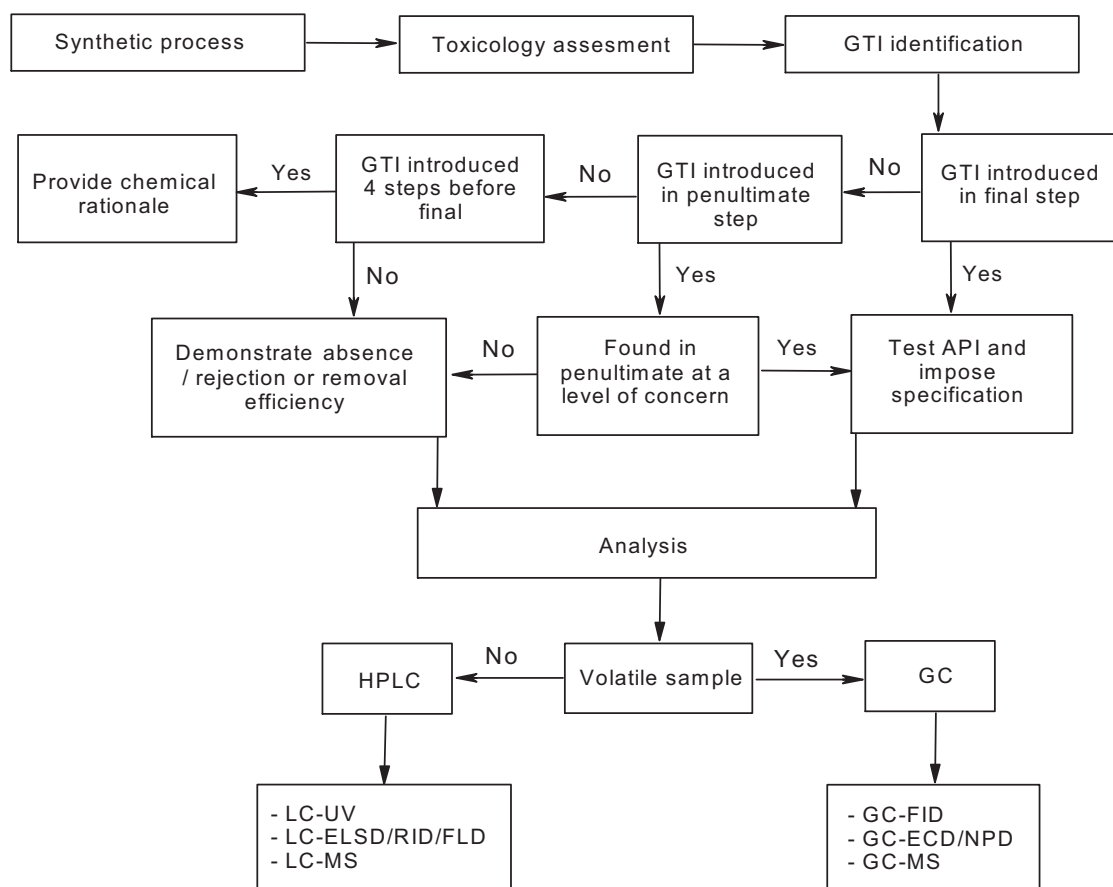 Synthetic process
Toxicology assesment
GTI identification
Provide chemical
rationale
Yes
GTI introduced
4 steps before
final
No
GTI introduced
in penultimate
step
No
GTI introduced
in final step
No
Yes
Yes
Demonstrate absence
/ rejection or removal
efficiency
No
Found in
penultimate at a
level of concern
Yes
Test API and
impose
specification
Analysis
HPLC
No
Volatile sample
Yes
GC
- LC-UV
- LC-ELSD/RID/FLD
- LC-MS
- GC-FID
- GC-ECD/NPD
- GC-MS